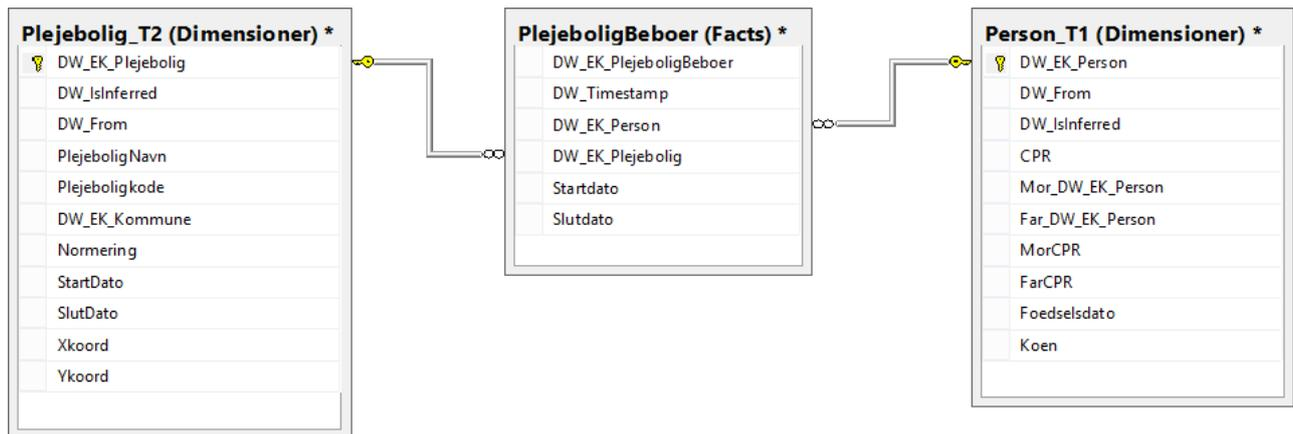 Plejebolig_T2 (Dimensioner) *
DW_EK_Plejebolig
DW_IsInferred
DW_From
PlejeboligNavn
Plejeboligkode
DW_EK_Kommune
Normering
StartDato
SlutDato
Xkoord
Ykoord
PlejeboligBeboer (Facts) *
DW_EK_PlejeboligBeboer
DW_Timestamp
DW_EK_Person
DW_EK_Plejebolig
Startdato
Slutdato
Person_T1 (Dimensioner) *
DW_EK_Person
DW_From
DW_IsInferred
CPR
Mor_DW_EK_Person
Far_DW_EK_Person
MorCPR
FarCPR
Foedselsdato
Koen